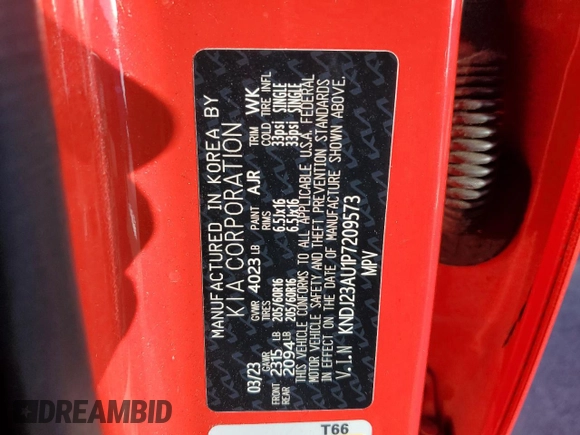 MANUFACTURED IN KOREA BY
KIA CORPORATION
03/23 GVWR 4023 LB PAINT AJR TRIM WK
GAWR TIRES RIMS COLD TIRE INFL
FRONT 2315 LB 205/60R16 6.5Jx16 33psi SINGLE
REAR 2094 LB 205/60R16 6.5Jx16 33psi SINGLE
THIS VEHICLE CONFORMS TO ALL APPLICABLE U.S.A. FEDERAL
MOTOR VEHICLE SAFETY AND THEFT PREVENTION STANDARDS
IN EFFECT ON THE DATE OF MANUFACTURE SHOWN ABOVE.
V.I.N KNDJ23AU1P7209573
MPV
T66
DREAMBID